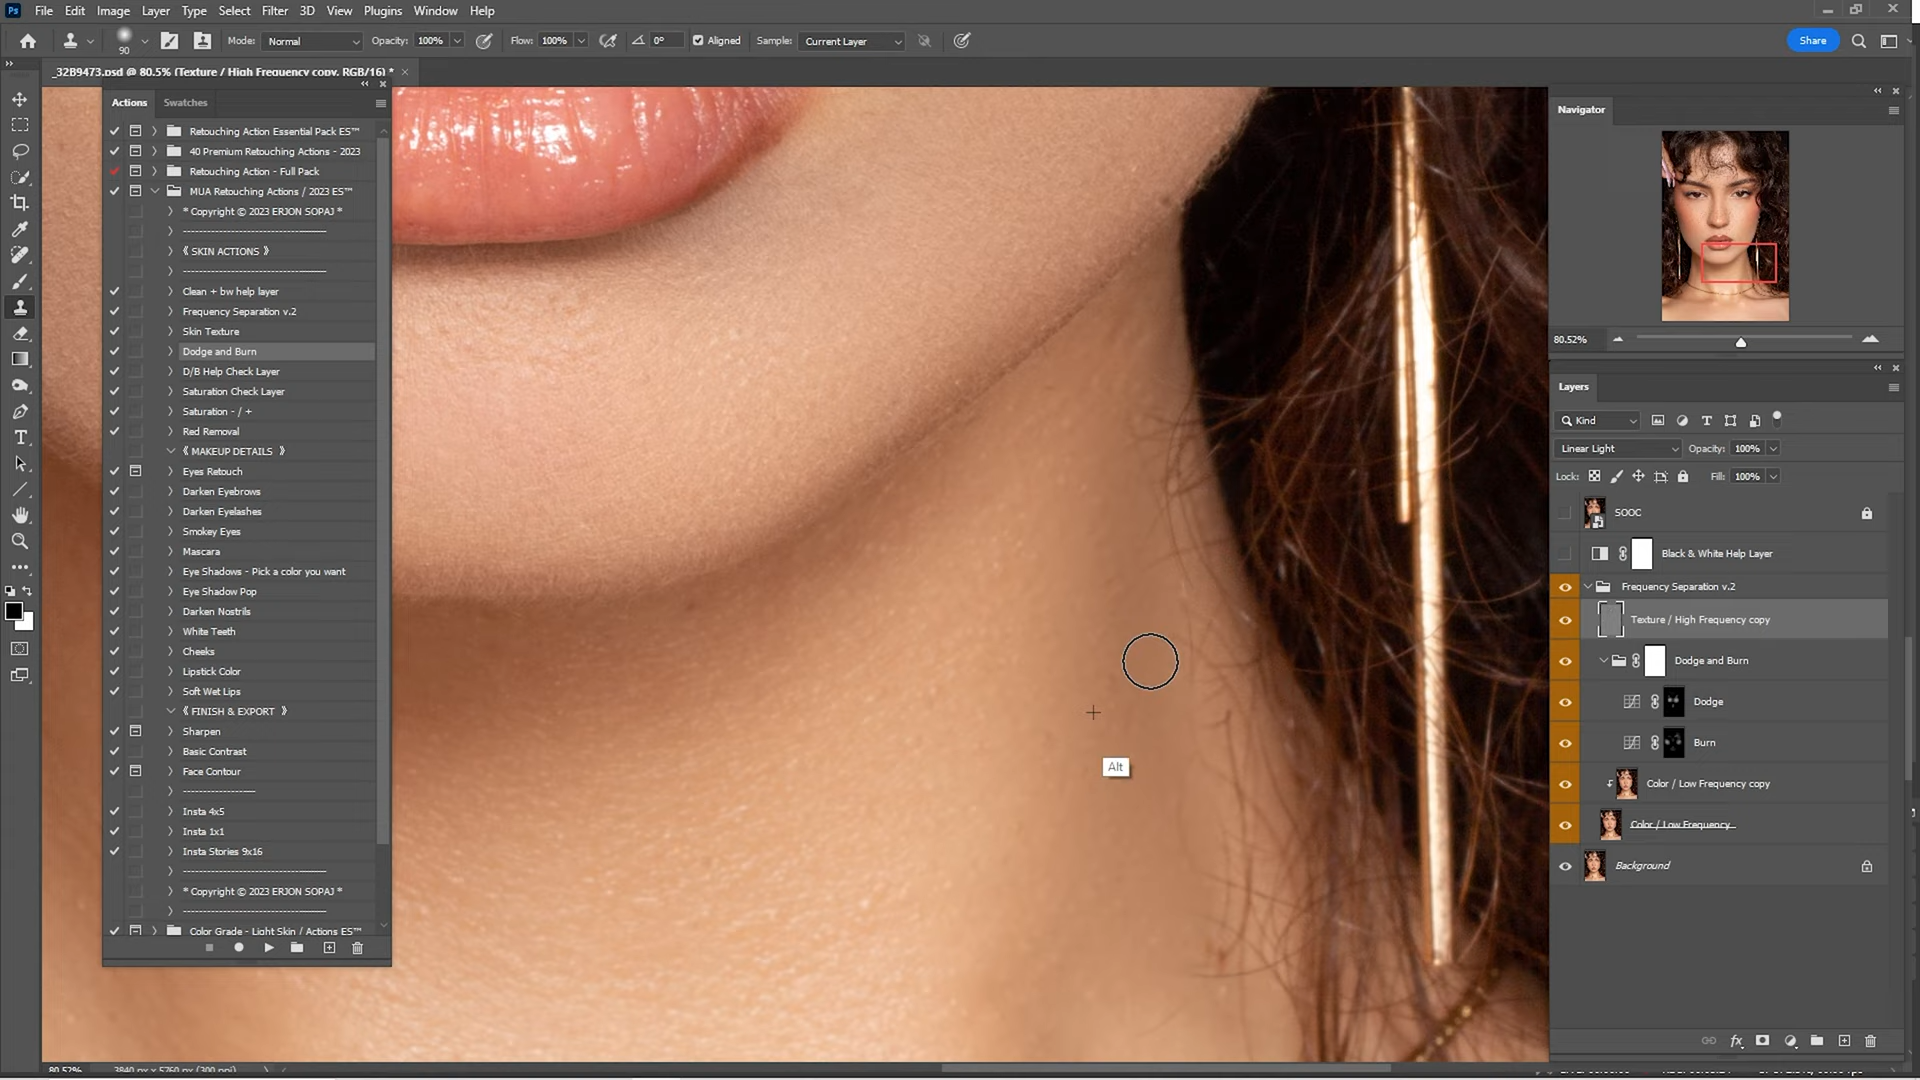 Ps File Edit Image Layer Type Select Filter 3D View Plugins Window Help
90 Mode: Normal Opacity: 100% Flow: 100% 0° Aligned Sample: Current Layer Share
_32B9473.psd @ 80.5% (Texture / High Frequency copy, RGB/16) *
Actions Swatches
Retouching Action Essential Pack ES™
40 Premium Retouching Actions - 2023
Retouching Action - Full Pack
MUA Retouching Actions / 2023 ES™
* Copyright © 2023 ERJON SOPAJ *
------------------------------------
《 SKIN ACTIONS 》
------------------------------------
Clean + bw help layer
Frequency Separation v.2
Skin Texture
Dodge and Burn
D/B Help Check Layer
Saturation Check Layer
Saturation - / +
Red Removal
《 MAKEUP DETAILS 》
Eyes Retouch
Darken Eyebrows
Darken Eyelashes
Smokey Eyes
Mascara
Eye Shadows - Pick a color you want
Eye Shadow Pop
Darken Nostrils
White Teeth
Cheeks
Lipstick Color
Soft Wet Lips
《 FINISH & EXPORT 》
Sharpen
Basic Contrast
Face Contour
------------------
Insta 4x5
Insta 1x1
Insta Stories 9x16
------------------------------------
* Copyright © 2023 ERJON SOPAJ *
------------------------------------
Color Grade - Light Skin / Actions ES™
Alt
Navigator
80.52%
Layers
Kind
Linear Light Opacity: 100%
Lock: Fill: 100%
SOOC
Black & White Help Layer
Frequency Separation v.2
Texture / High Frequency copy
Dodge and Burn
Dodge
Burn
Color / Low Frequency copy
Color / Low Frequency
Background
fx
80.52% 3840 px x 5760 px (300 ppi)